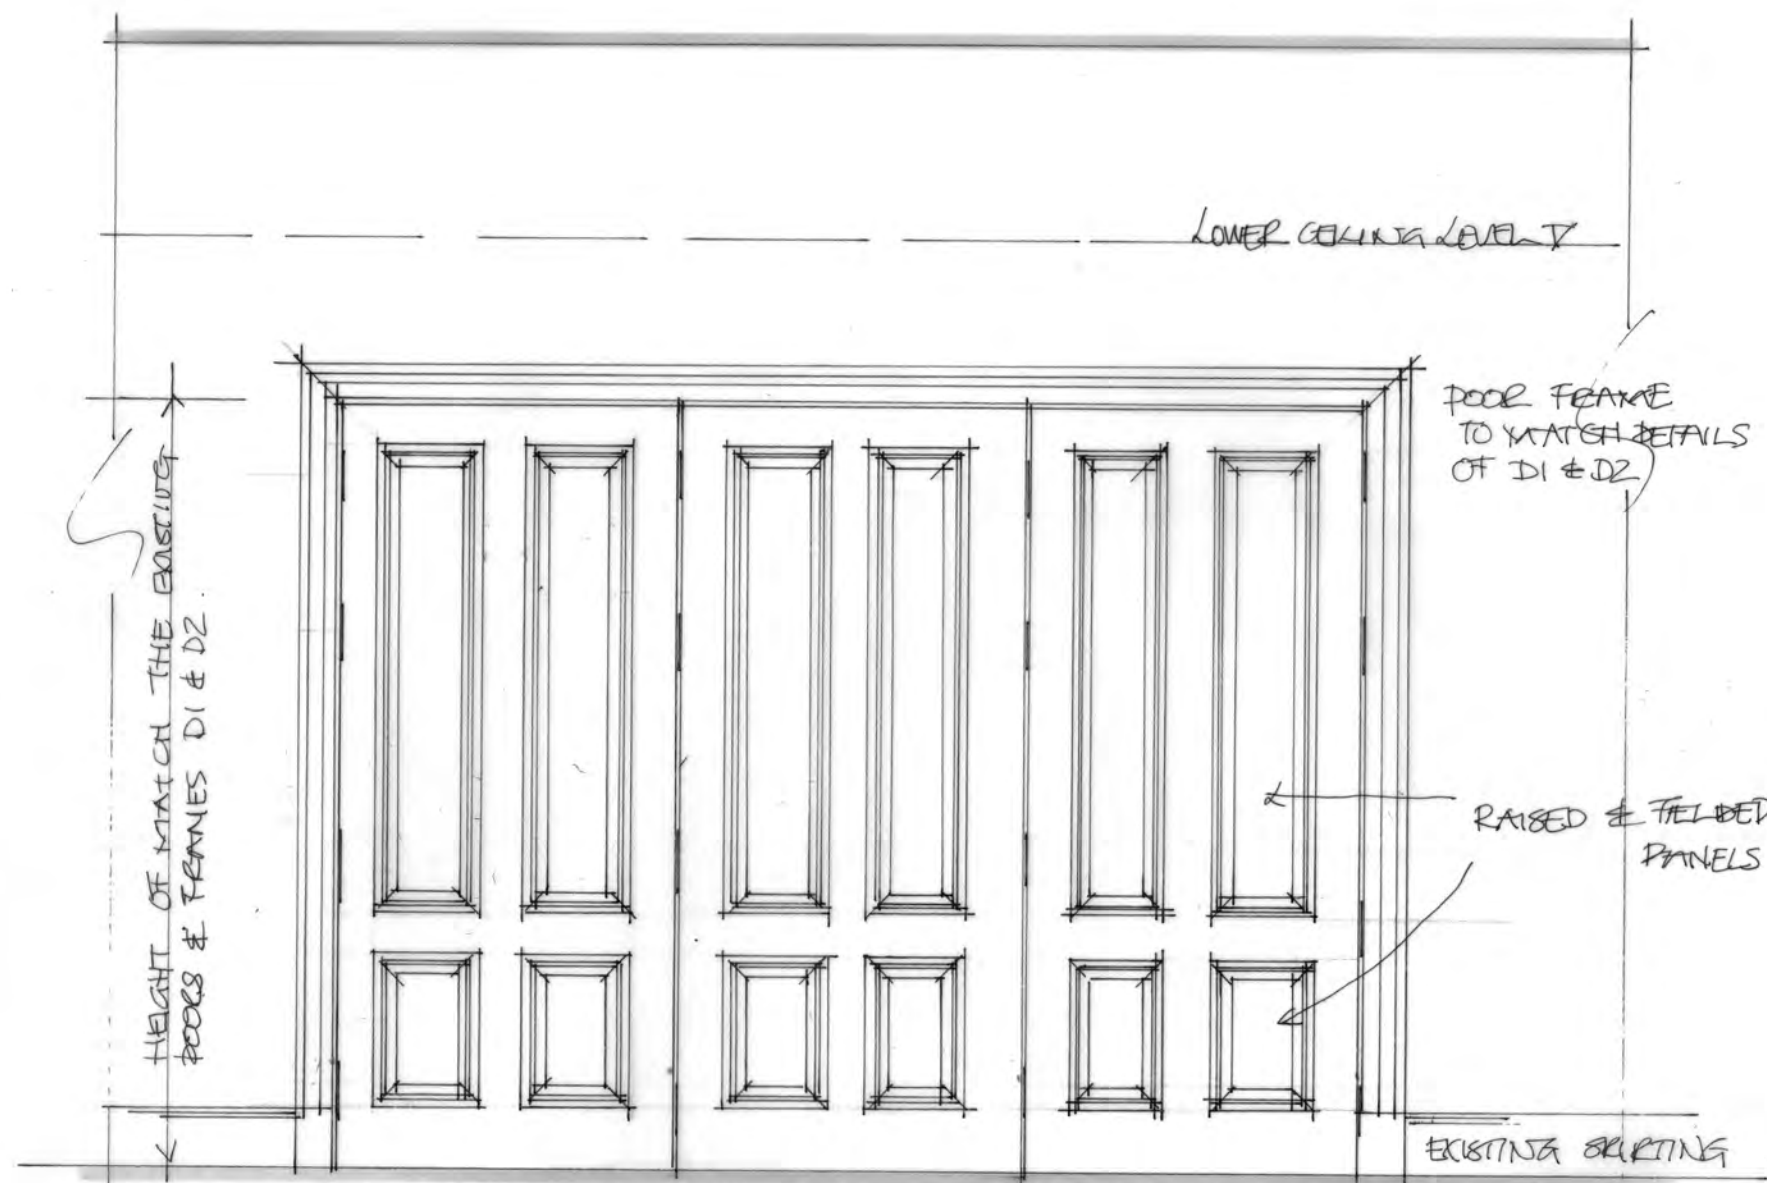 LOWER CEILING LEVEL
DOOR FRAME
TO MATCH DETAILS
OF D1 & D2
HEIGHT OF MATCH THE EXISTING
DOORS & FRAMES D1 & D2.
RAISED & FIELDED
PANELS
EXISTING SKIRTING